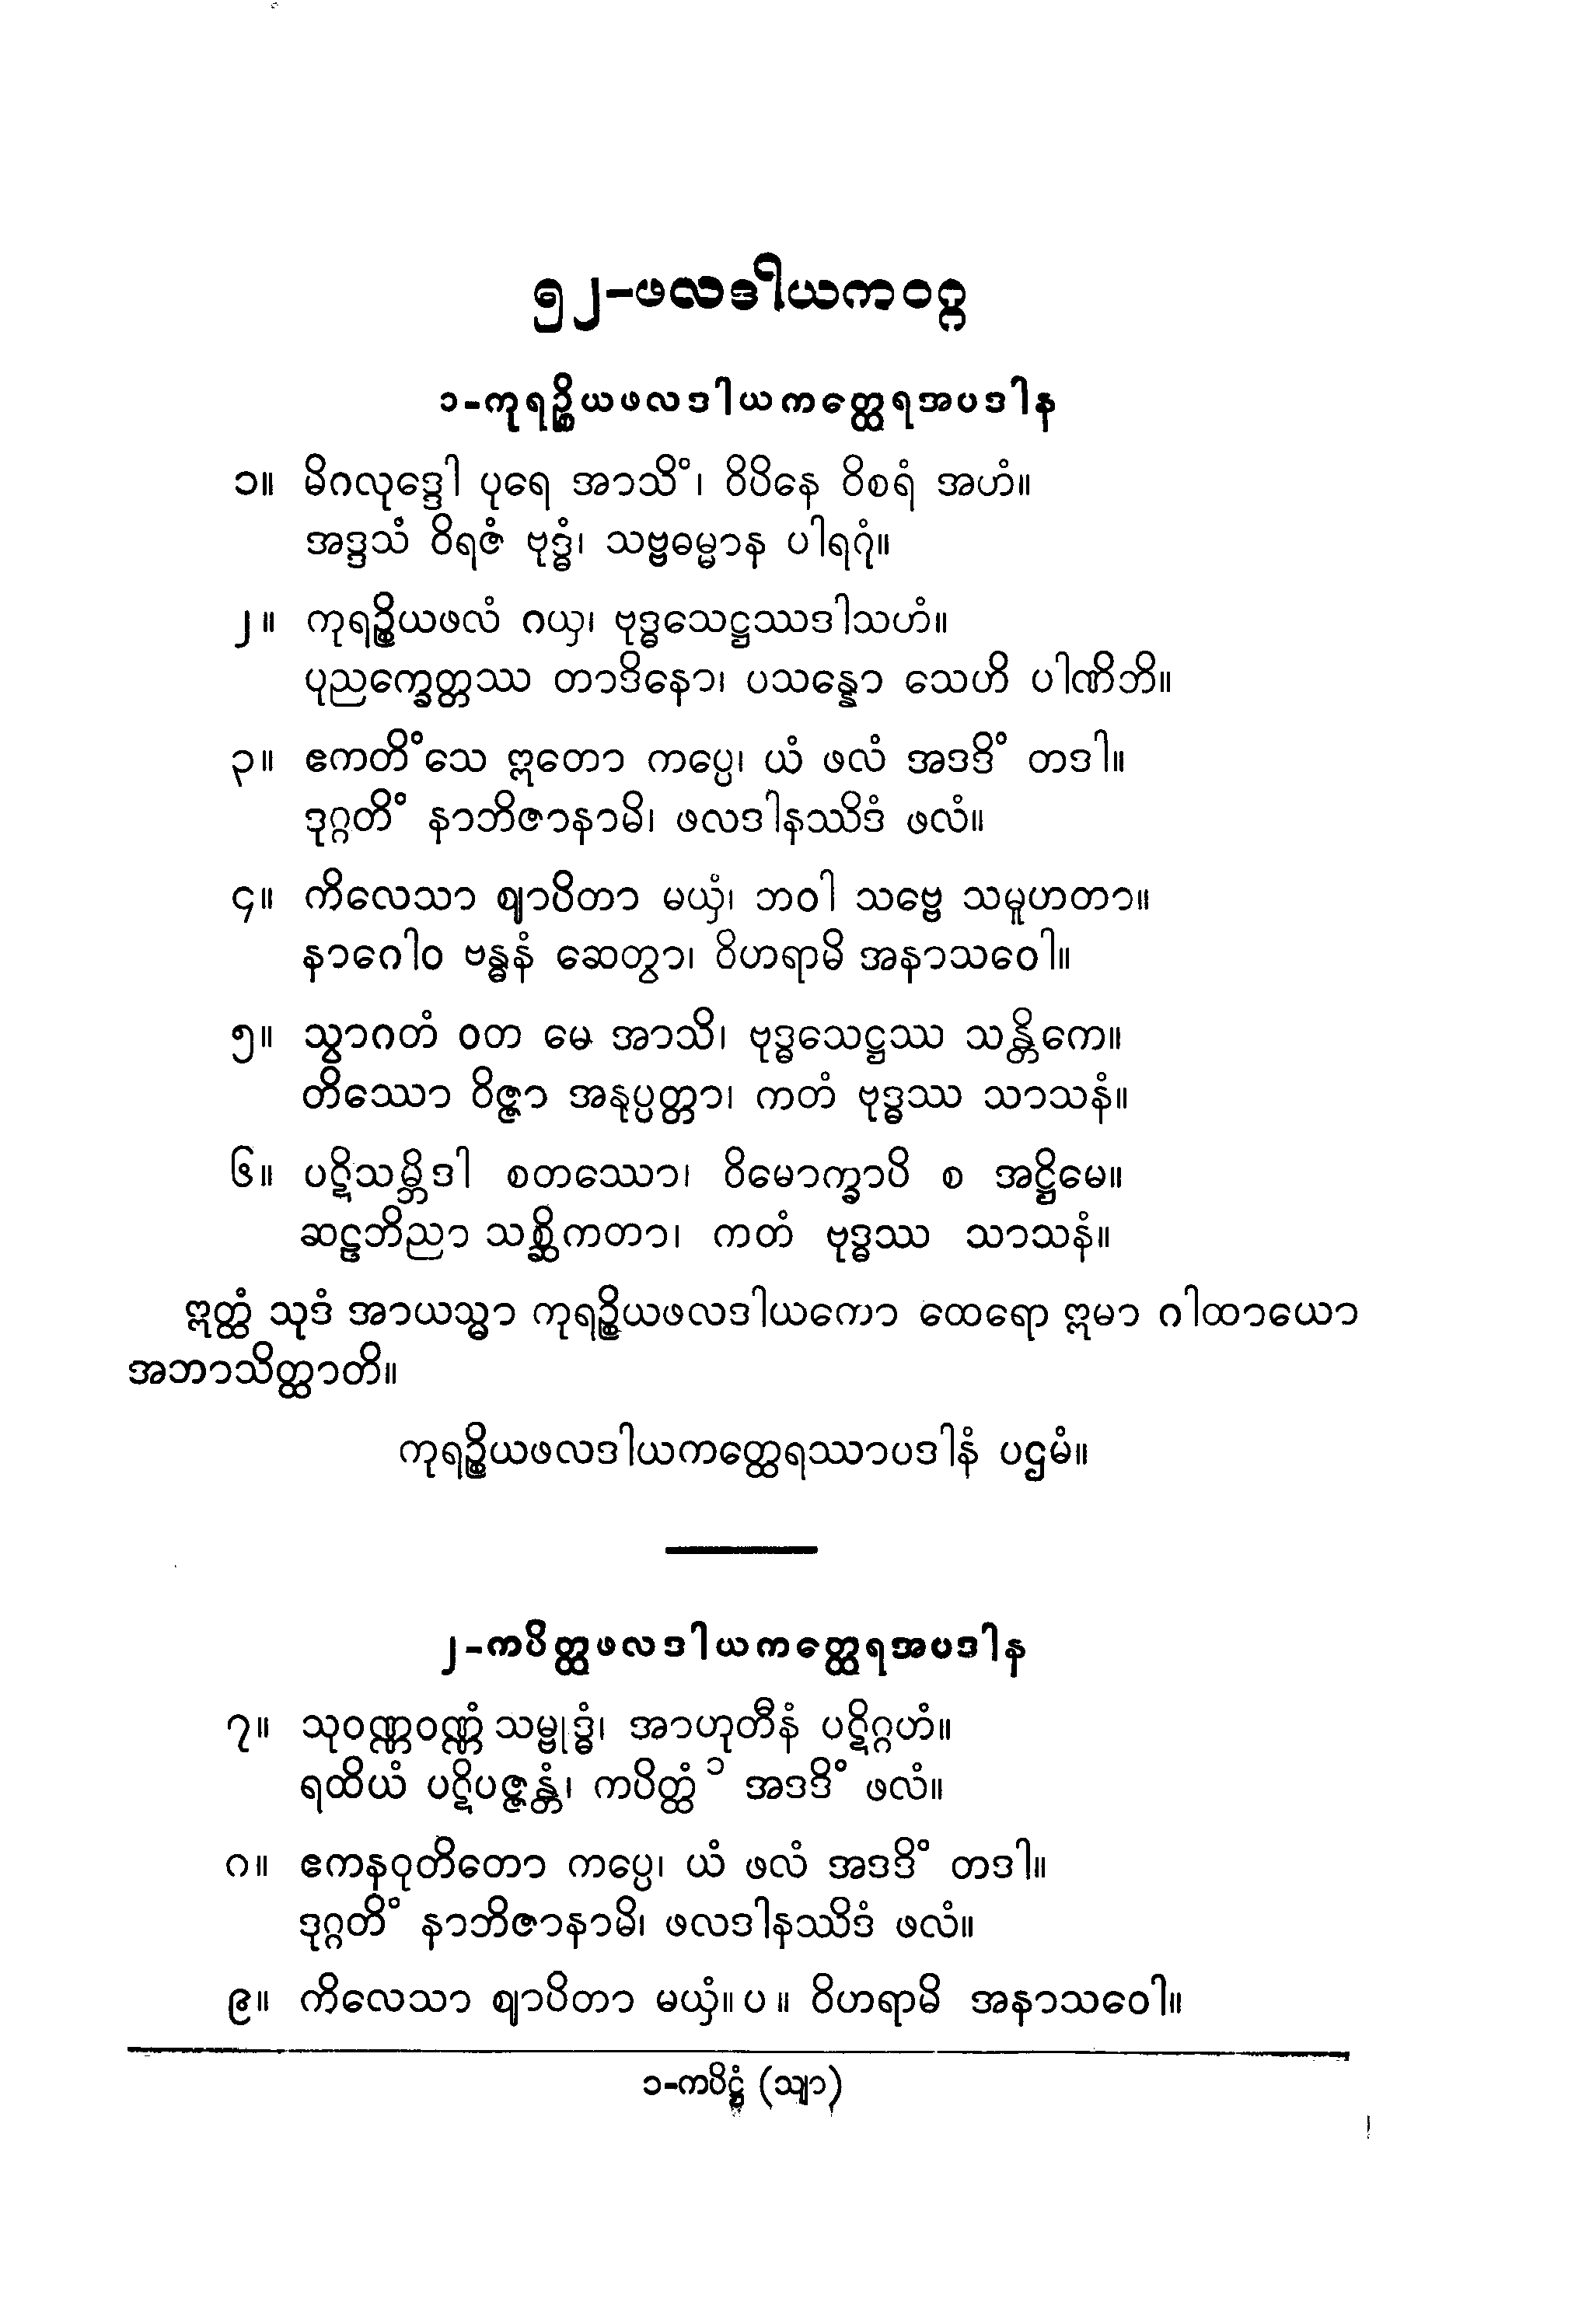 ၅၂-ဖလဒါယကဝဂ္ဂ
၁-ကုရဉ္စိယဖလဒါယကတ္ထေရအပဒါန
၁။ မိဂလုဒ္ဒေါ ပုရေ အာသိံ၊ ဝိပိနေ ဝိစရံ အဟံ။
အဒ္ဒသံ ဝိရဇံ ဗုဒ္ဓံ၊ သဗ္ဗဓမ္မာန ပါရဂုံ။
၂။ ကုရဉ္စိယဖလံ ဂယှ၊ ဗုဒ္ဓသေဋ္ဌဿဒါသဟံ။
ပုညက္ခေတ္တဿ တာဒိနော၊ ပသန္နော သေဟိ ပါဏိဘိ။
၃။ ဧကတိံသေ ဣတော ကပ္ပေ၊ ယံ ဖလံ အဒဒိံ တဒါ။
ဒုဂ္ဂတိံ နာဘိဇာနာမိ၊ ဖလဒါနဿိဒံ ဖလံ။
၄။ ကိလေသာ ဈာပိတာ မယှံ၊ ဘဝါ သဗ္ဗေ သမူဟတာ။
နာဂေါဝ ဗန္ဓနံ ဆေတွာ၊ ဝိဟရာမိ အနာသဝေါ။
၅။ သွာဂတံ ဝတ မေ အာသိ၊ ဗုဒ္ဓသေဋ္ဌဿ သန္တိကေ။
တိဿော ဝိဇ္ဇာ အနုပ္ပတ္တာ၊ ကတံ ဗုဒ္ဓဿ သာသနံ။
၆။ ပဋိသမ္ဘိဒါ စတဿော၊ ဝိမောက္ခာပိ စ အဋ္ဌိမေ။
ဆဠဘိညာ သစ္ဆိကတာ၊ ကတံ ဗုဒ္ဓဿ သာသနံ။
ဣတ္ထံ သုဒံ အာယသ္မာ ကုရဉ္စိယဖလဒါယကော ထေရော ဣမာ ဂါထာယော
အဘာသိတ္ထာတိ။
ကုရဉ္စိယဖလဒါယကတ္ထေရဿာပဒါနံ ပဌမံ။
၂-ကပိတ္ထဖလဒါယကတ္ထေရအပဒါန
၇။ သုဝဏ္ဏဝဏ္ဏံ သမ္ဗုဒ္ဓံ၊ အာဟုတီနံ ပဋိဂ္ဂဟံ။
ရထိယံ ပဋိပဇ္ဇန္တံ၊ ကပိတ္ထံ ၁ အဒဒိံ ဖလံ။
၈။ ဧကနဝုတိတော ကပ္ပေ၊ ယံ ဖလံ အဒဒိံ တဒါ။
ဒုဂ္ဂတိံ နာဘိဇာနာမိ၊ ဖလဒါနဿိဒံ ဖလံ။
၉။ ကိလေသာ ဈာပိတာ မယှံ။ ပ ။ ဝိဟရာမိ အနာသဝေါ။
၁-ကပိဋ္ဌံ (သျာ)